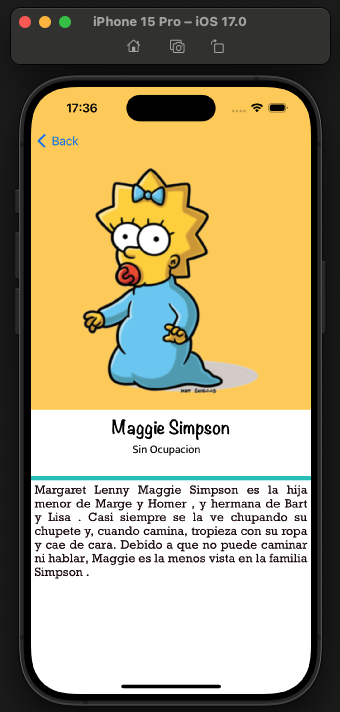 iPhone 15 Pro – iOS 17.0
17:36
Back
Maggie Simpson
Sin Ocupacion
Margaret Lenny Maggie Simpson es la hija
menor de Marge y Homer , y hermana de Bart
y Lisa . Casi siempre se la ve chupando su
chupete y, cuando camina, tropieza con su ropa
y cae de cara. Debido a que no puede caminar
ni hablar, Maggie es la menos vista en la familia
Simpson .